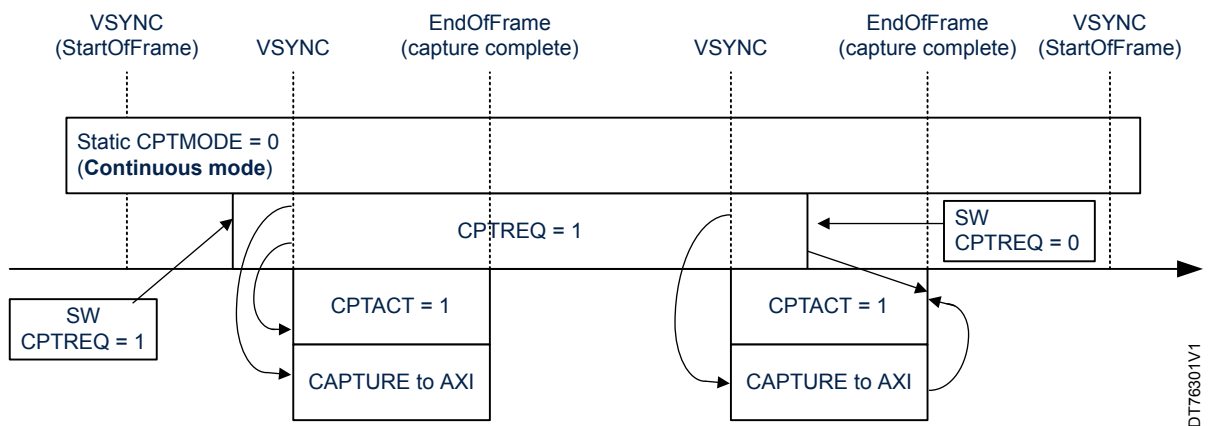 VSYNC
(StartOfFrame)
VSYNC
EndOfFrame
(capture complete)
VSYNC
EndOfFrame
(capture complete)
VSYNC
(StartOfFrame)
Static CPTMODE = 0
(Continuous mode)
CPTREQ = 1
SW
CPTREQ = 0
SW
CPTREQ = 1
CPTACT = 1
CPTACT = 1
CAPTURE to AXI
CAPTURE to AXI
DT76301V1